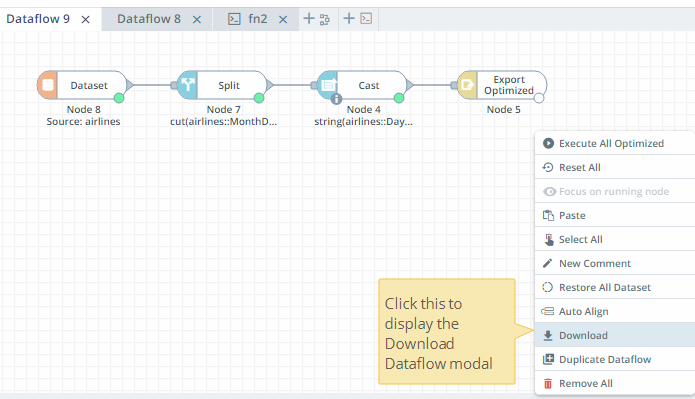 Dataflow 9
Dataflow 8
fn2
Dataset
Split
Cast
Export
Optimized
Node 8
Source: airlines
Node 7
cut(airlines::MonthD...
Node 4
string(airlines::Day...
Node 5
Execute All Optimized
Reset All
Focus on running node
Paste
Select All
New Comment
Restore All Dataset
Auto Align
Download
Duplicate Dataflow
Remove All
Click this to
display the
Download
Dataflow modal